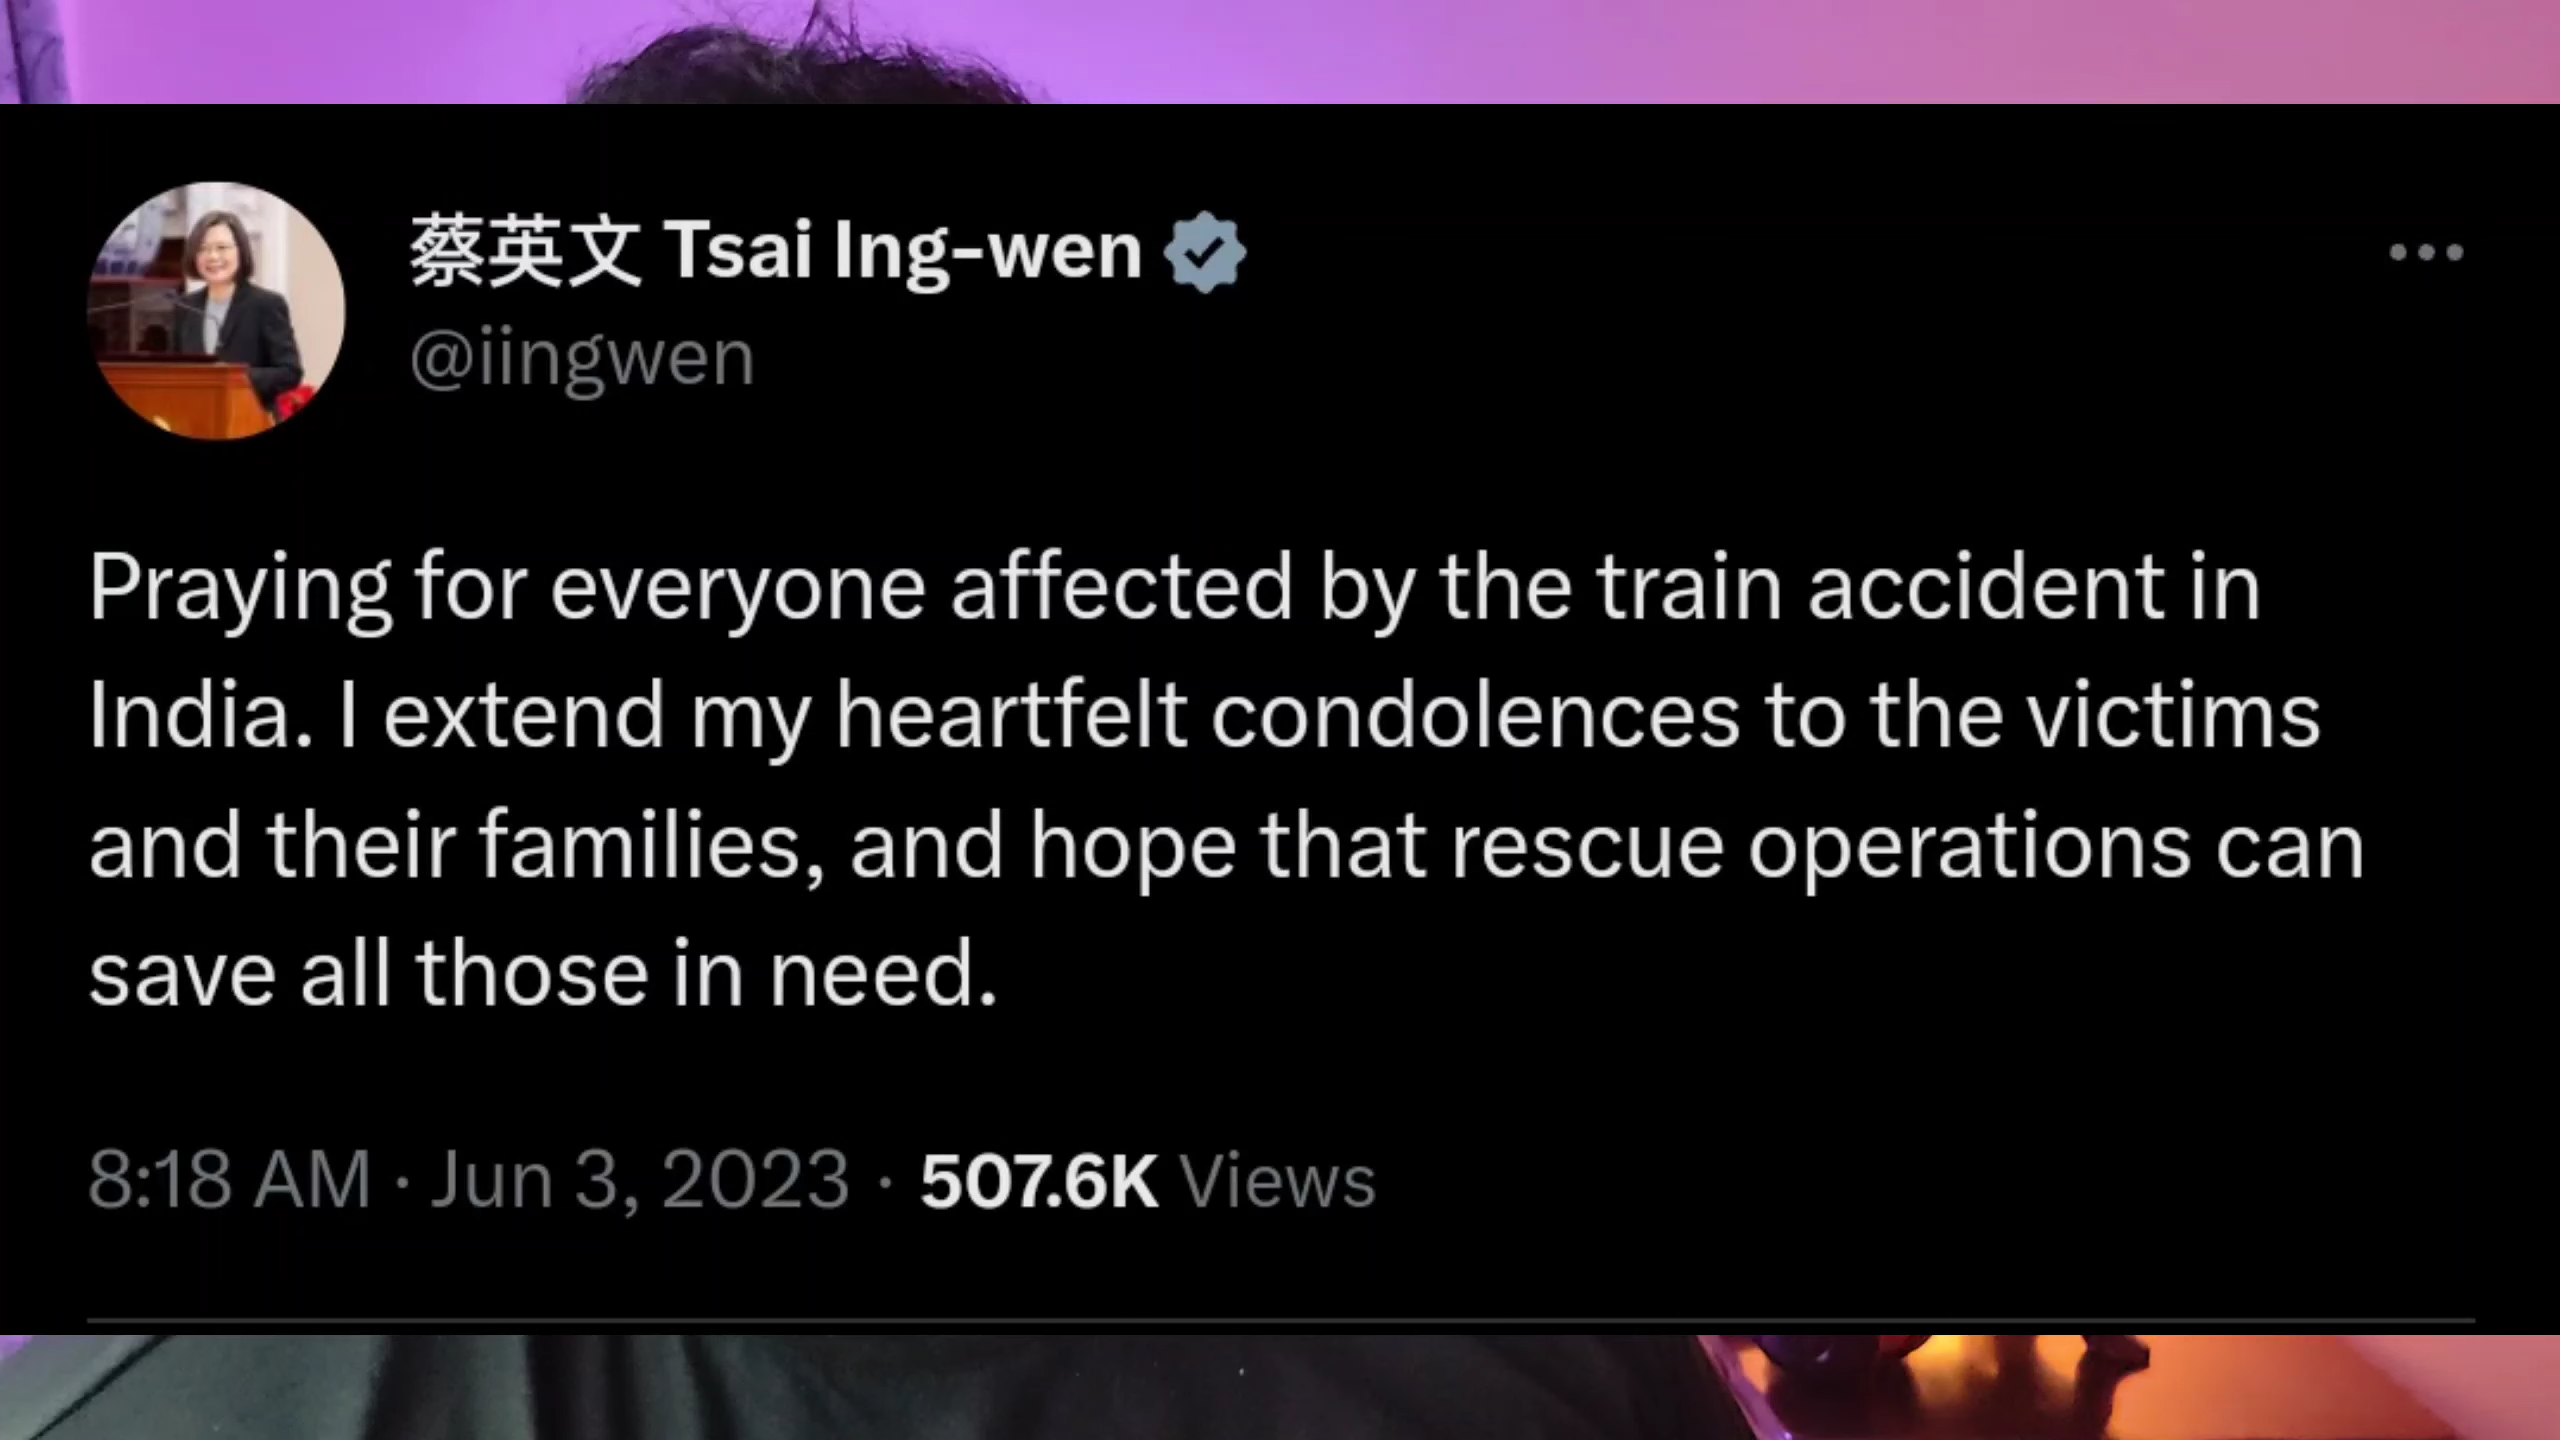 蔡英文 Tsai Ing-wen
@iingwen
Praying for everyone affected by the train accident in
India. I extend my heartfelt condolences to the victims
and their families, and hope that rescue operations can
save all those in need.
8:18 AM · Jun 3, 2023 · 507.6K Views